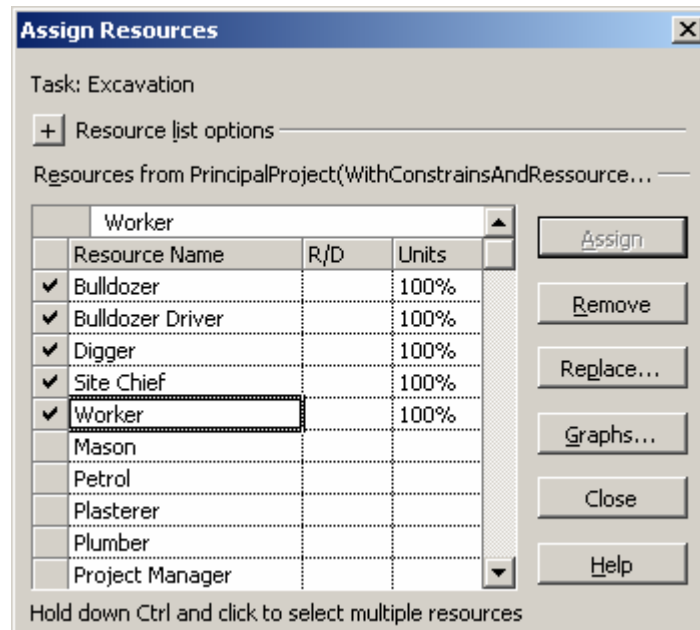 Assign Resources
Task: Excavation
+ Resource list options
Resources from PrincipalProject(WithConstrainsAndRessource...
Worker
Resource Name R/D Units
Bulldozer 100%
Bulldozer Driver 100%
Digger 100%
Site Chief 100%
Worker 100%
Mason
Petrol
Plasterer
Plumber
Project Manager
Assign
Remove
Replace...
Graphs...
Close
Help
Hold down Ctrl and click to select multiple resources